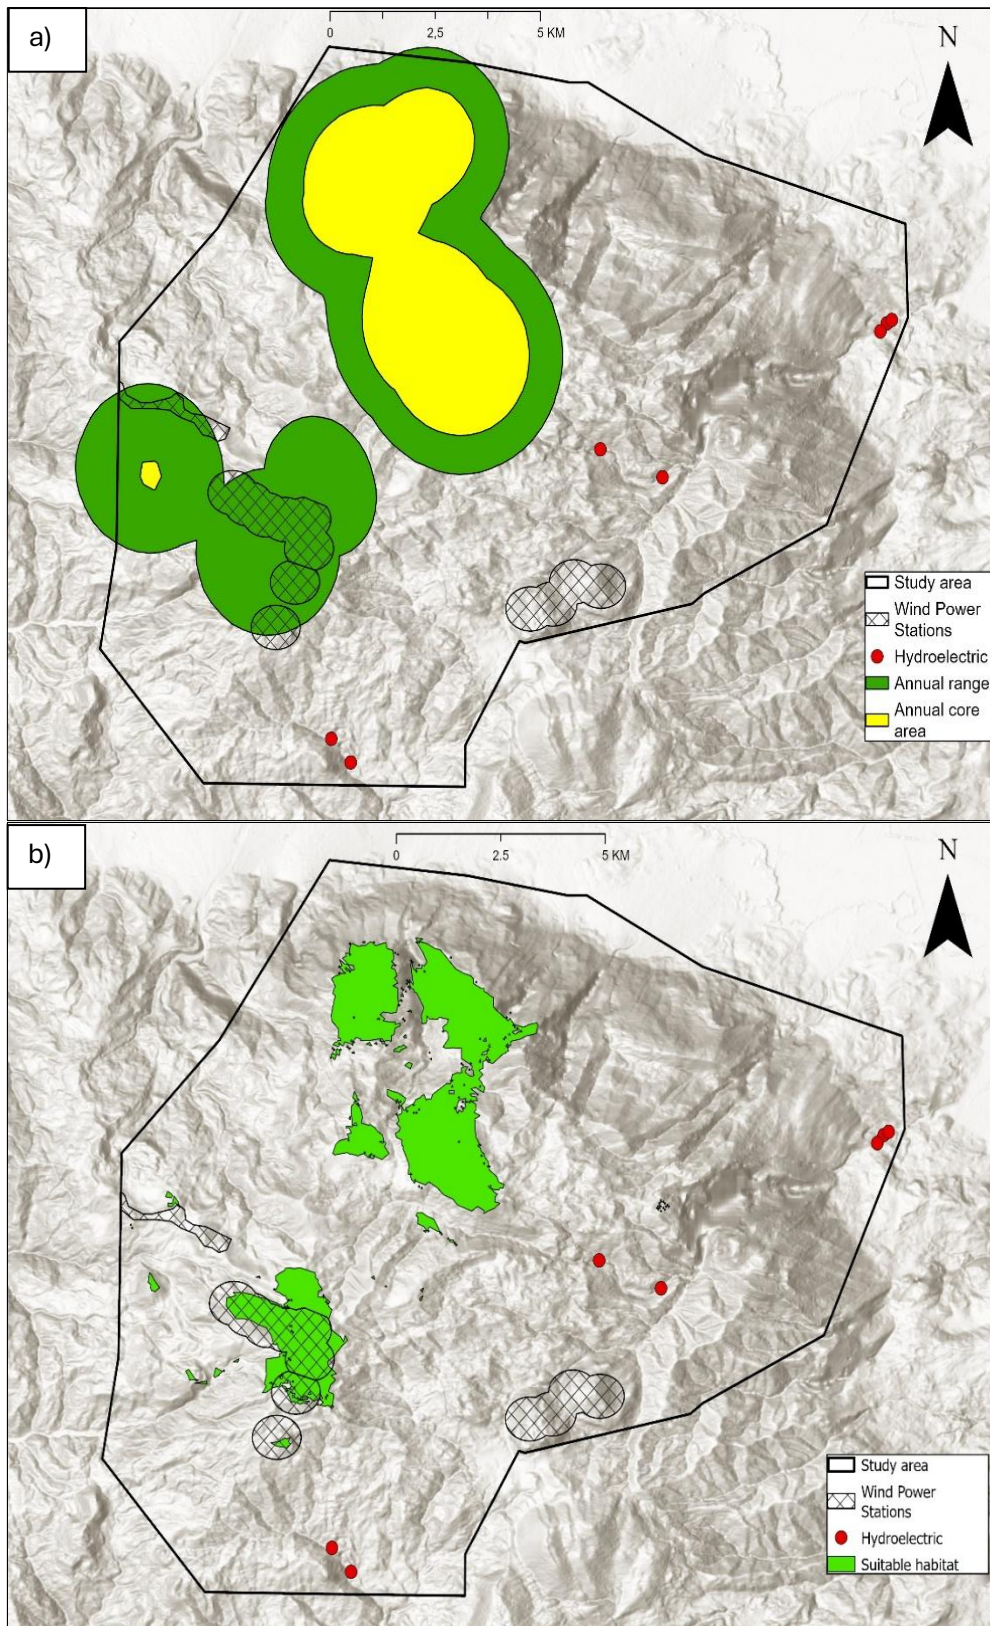 a)
0 2,5 5 KM
N
Study area
Wind Power
Stations
Hydroelectric
Annual range
Annual core
area
b)
0 2.5 5 KM
N
Study area
Wind Power
Stations
Hydroelectric
Suitable habitat